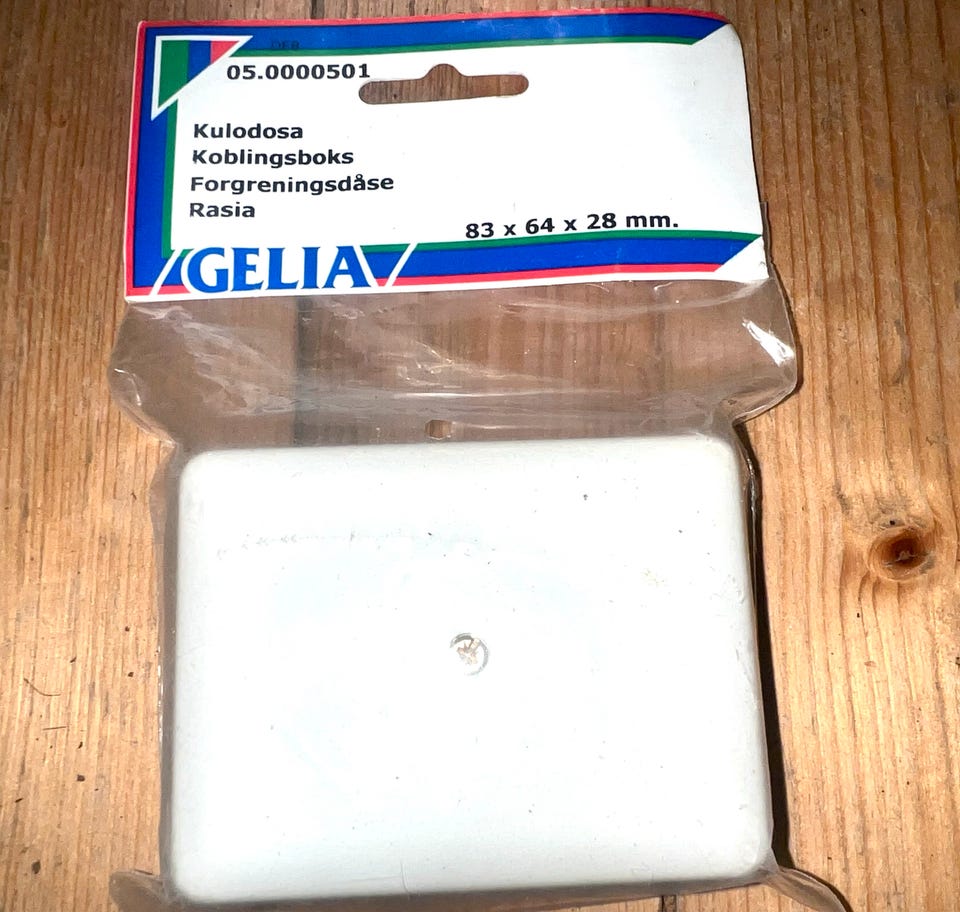 05.0000501
Kulodosa
Koblingsboks
Forgreningsdåse
Rasia
83 x 64 x 28 mm.
GELIA